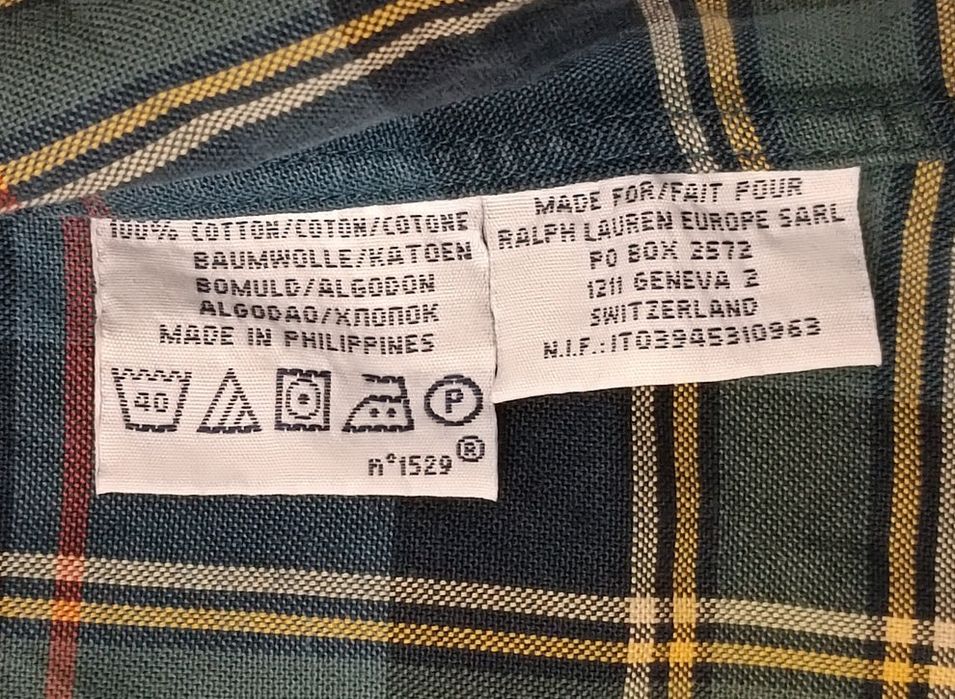 100% COTTON/COTON/COTONE
BAUMWOLLE/KATOEN
BOMULD/ALGODON
ALGODAO/ХЛОПОК
MADE IN PHILIPPINES
40
P
n°1529®
MADE FOR/FAIT POUR
RALPH LAUREN EUROPE SARL
PO BOX 2572
1211 GENEVA 2
SWITZERLAND
N.I.F.:IT03945310963